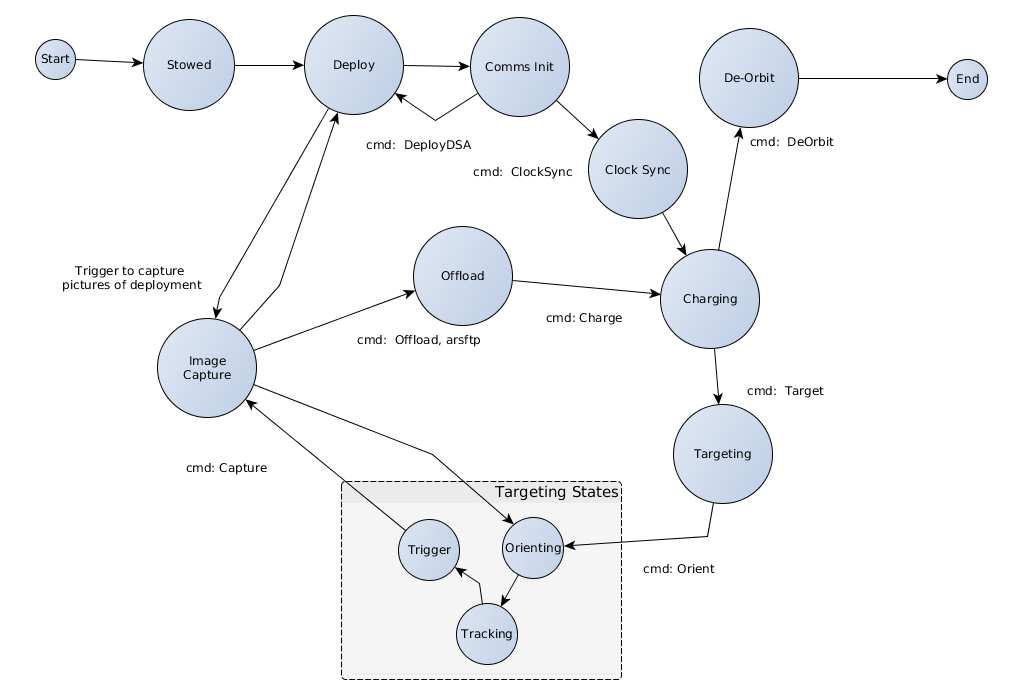 Start
Stowed
Deploy
Comms Init
De-Orbit
End
cmd:  DeployDSA
cmd:  DeOrbit
cmd:  ClockSync
Clock Sync
Trigger to capture
pictures of deployment
Offload
Charging
cmd: Charge
cmd:  Offload, arsftp
Image
Capture
cmd:  Target
Targeting
cmd: Capture
Targeting States
Trigger
Orienting
cmd: Orient
Tracking